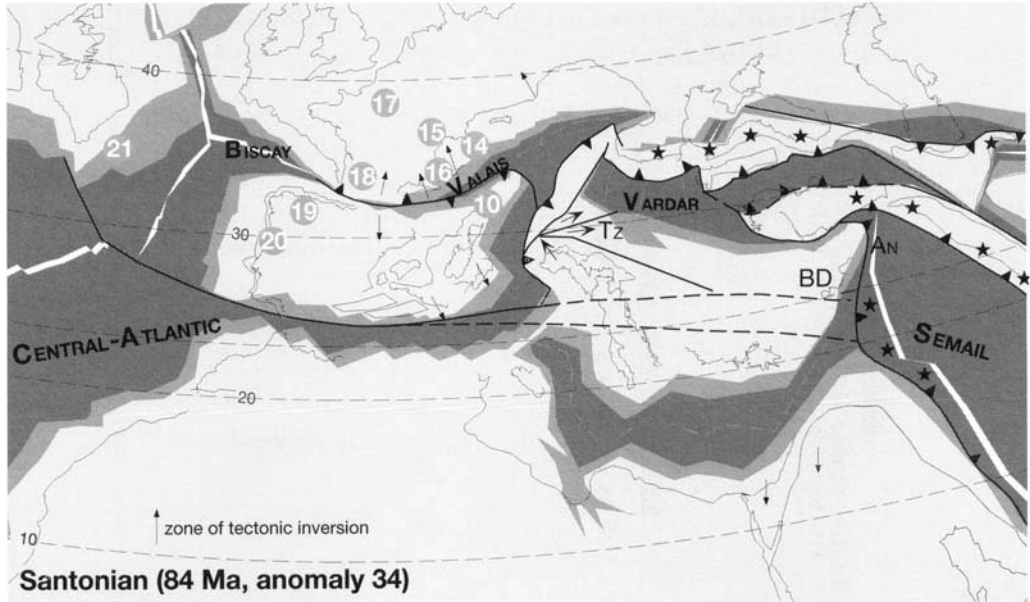 40
17
15
14
21
BISCAY
18
16
VALAIS
10
19
VARDAR
20
30
TZ
AN
BD
CENTRAL-ATLANTIC
SEMAIL
20
zone of tectonic inversion
10
Santonian (84 Ma, anomaly 34)